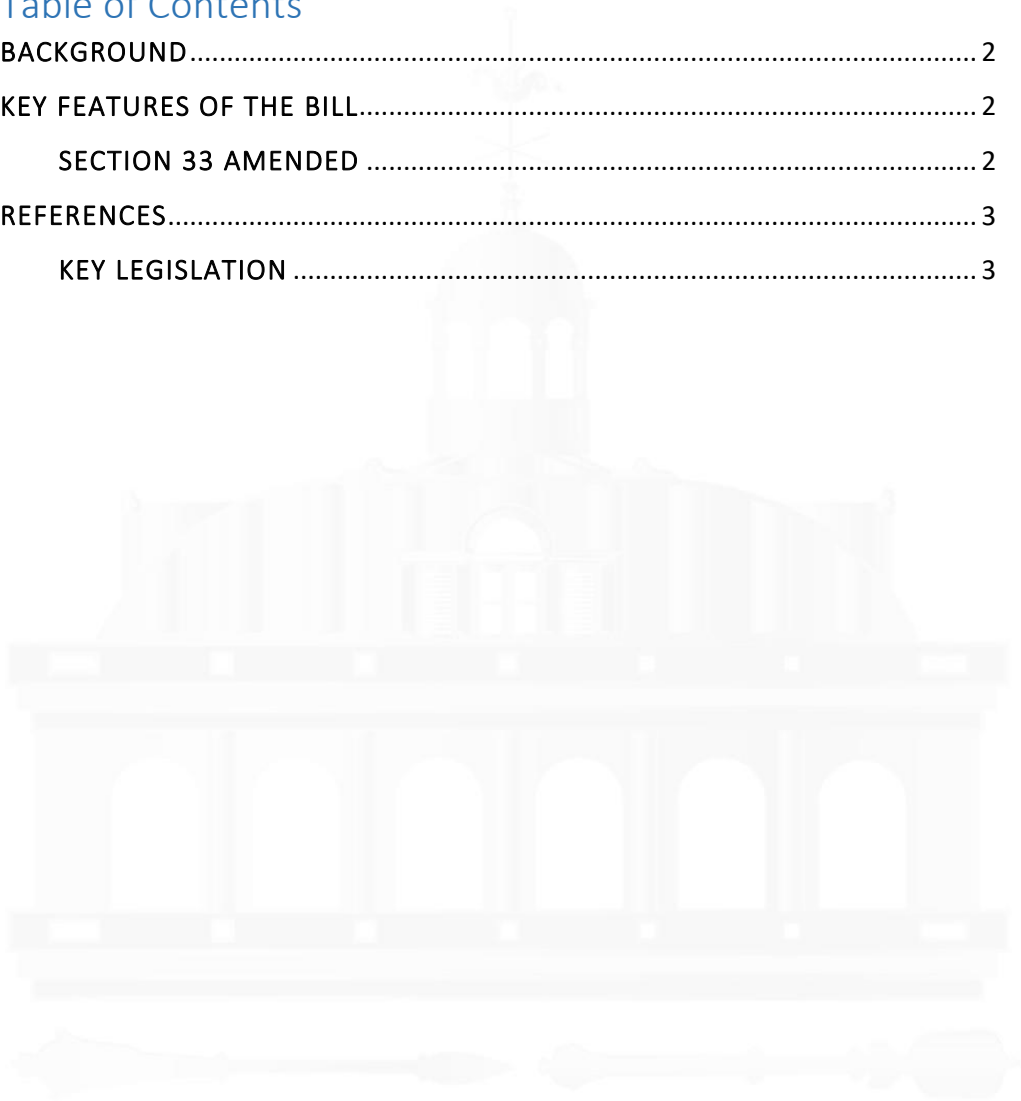 Table of Contents
BACKGROUND.......................................................................................................... 2
KEY FEATURES OF THE BILL................................................................................... 2
SECTION 33 AMENDED .................................................................................. 2
REFERENCES............................................................................................................. 3
KEY LEGISLATION ............................................................................................ 3